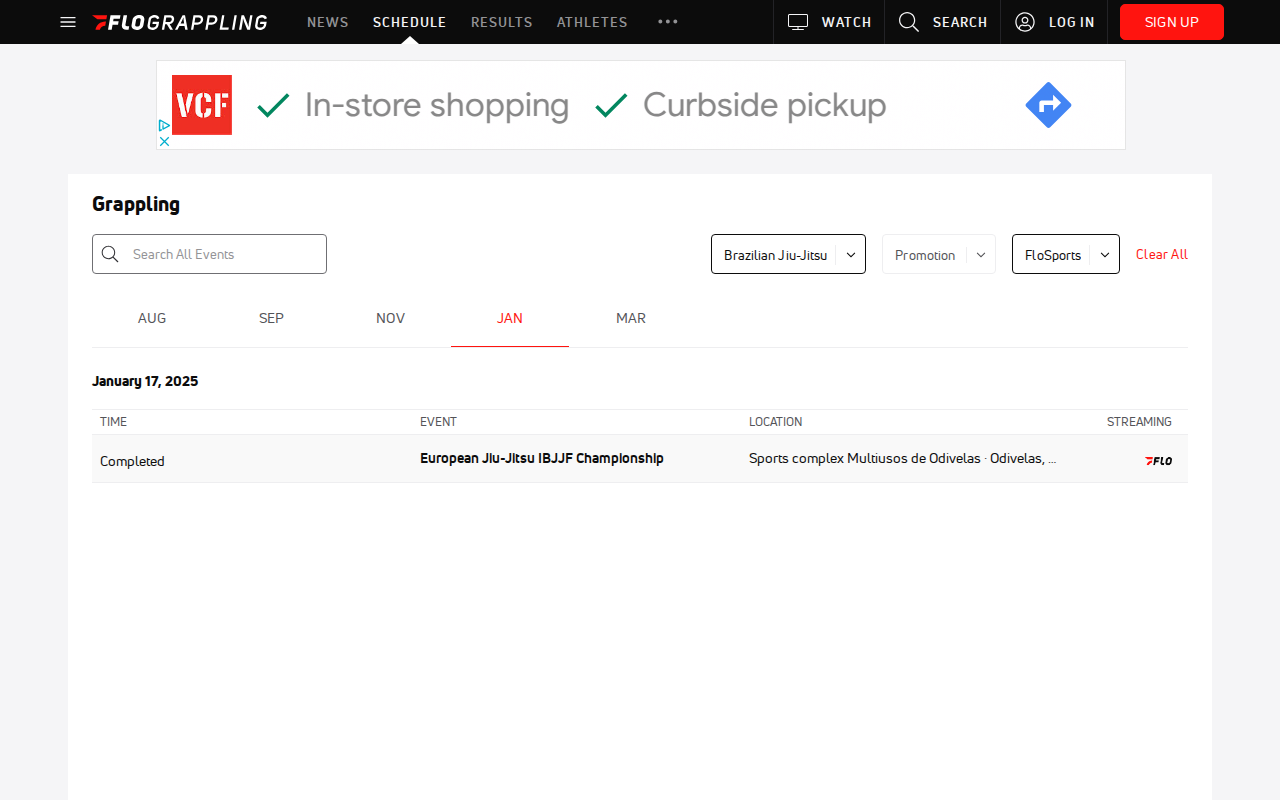 FLOGRAPPLING NEWS SCHEDULE RESULTS ATHLETES ••• WATCH SEARCH LOG IN SIGN UP
VCF In-store shopping Curbside pickup
Grappling
Search All Events Brazilian Jiu-Jitsu Promotion FloSports Clear All
AUG SEP NOV JAN MAR
January 17, 2025
TIME EVENT LOCATION STREAMING
Completed European Jiu-Jitsu IBJJF Championship Sports complex Multiusos de Odivelas · Odivelas, ... FLO